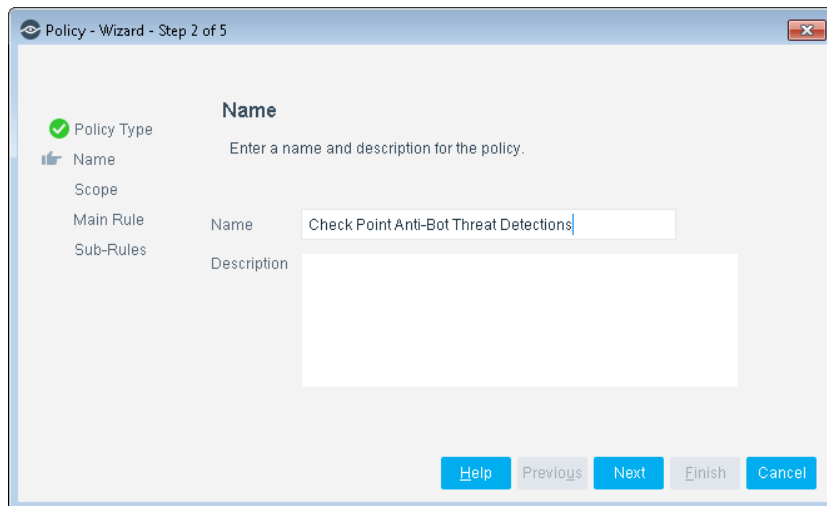 Policy - Wizard - Step 2 of 5
Policy Type
Name
Scope
Main Rule
Sub-Rules
Name
Enter a name and description for the policy.
Name
Check Point Anti-Bot Threat Detections
Description
Help
Previous
Next
Finish
Cancel